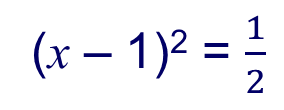 (x – 1)² = 1/2